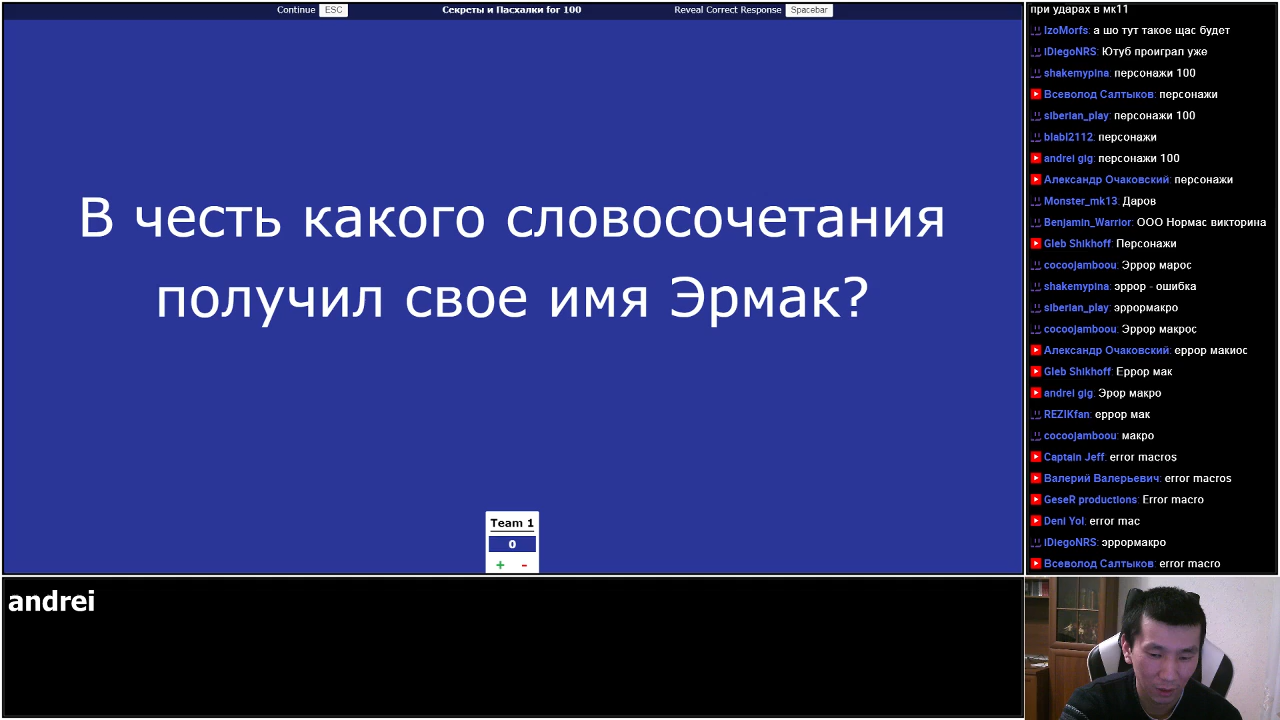 Continue ESC Секреты и Пасхалки for 100 Reveal Correct Response Spacebar
В честь какого словосочетания
получил свое имя Эрмак?
Team 1
0
+ -
andrei
при ударах в мк11
IzoMorfs: а шо тут такое щас будет
iDiegoNRS: Ютуб проиграл уже
shakemypina: персонажи 100
Всеволод Салтыков: персонажи
siberian_play: персонажи 100
blabl2112: персонажи
andrei gig: персонажи 100
Александр Очаковский: персонажи
Monster_mk13: Даров
Benjamin_Warrior: ООО Нормас викторина
Gleb Shikhoff: Персонажи
cocoojamboou: Эррор марос
shakemypina: эррор - ошибка
siberian_play: эррормакро
cocoojamboou: Эррор макрос
Александр Очаковский: еррор макиос
Gleb Shikhoff: Еррор мак
andrei gig: Эрор макро
REZIKfan: еррор мак
cocoojamboou: макро
Captain Jeff: error macros
Валерий Валерьевич: error macros
GeseR productions: Error macro
Deni Yol: error mac
iDiegoNRS: эррормакро
Всеволод Салтыков: error macro